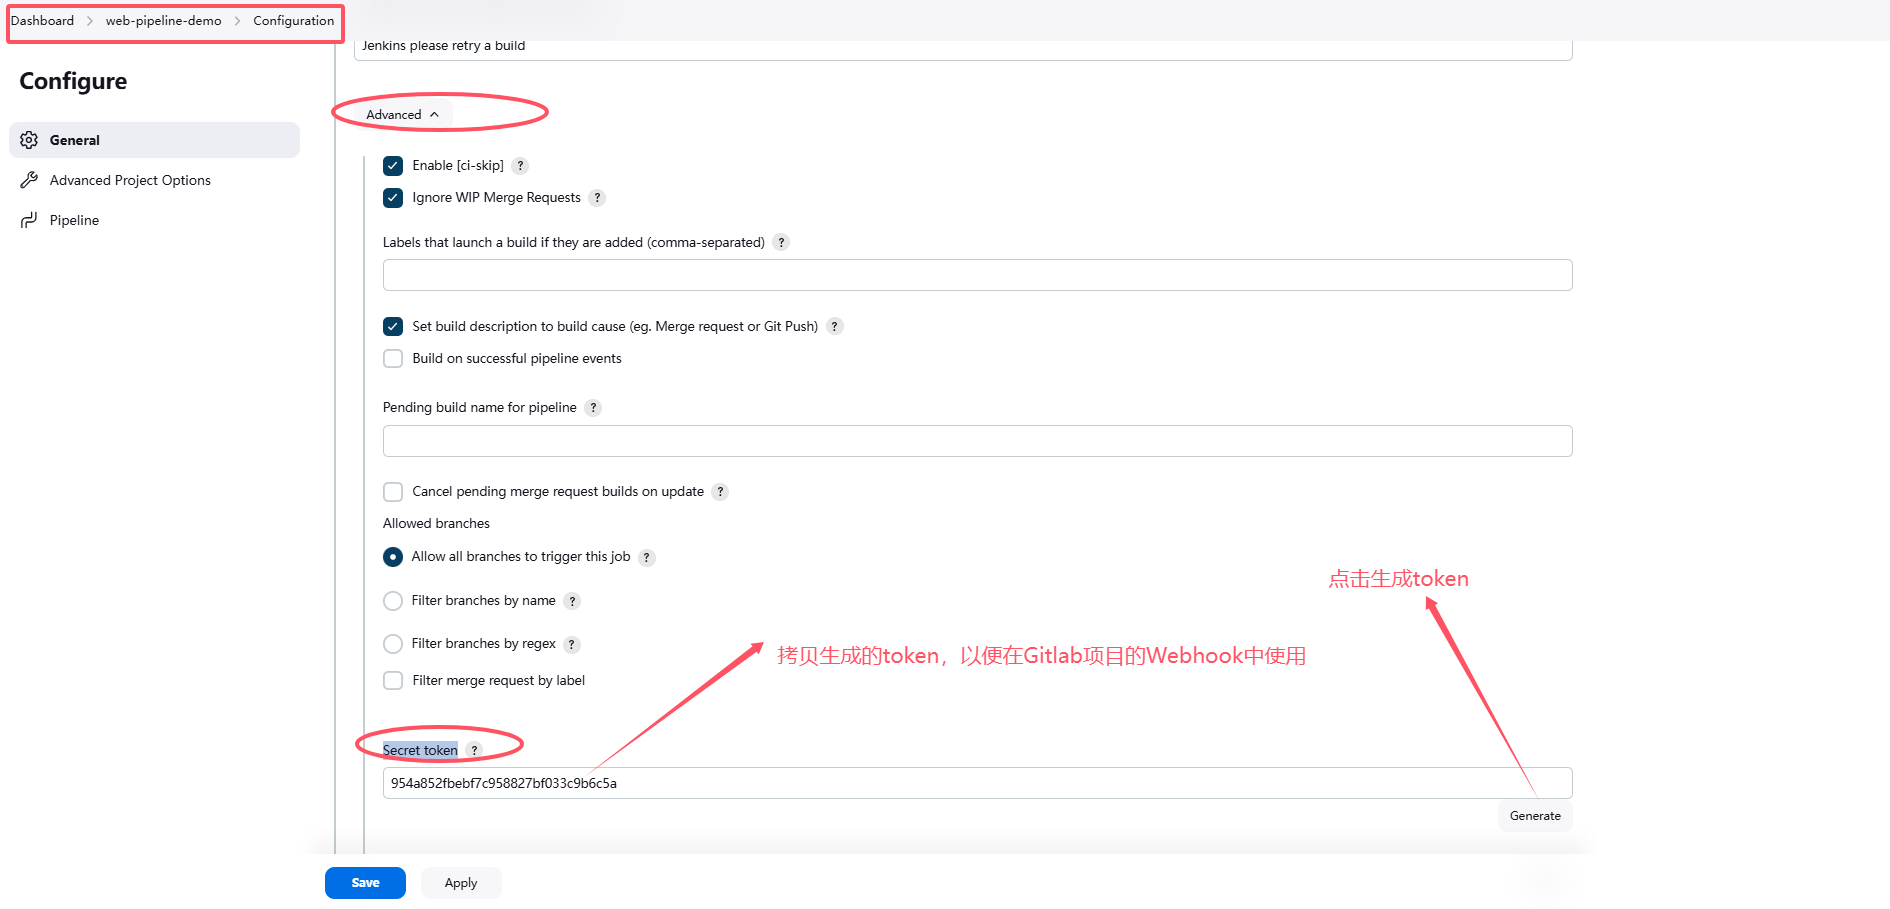 Dashboard > web-pipeline-demo > Configuration
Jenkins please retry a build
Configure
General
Advanced Project Options
Pipeline
Advanced
Enable [ci-skip] ?
Ignore WIP Merge Requests ?
Labels that launch a build if they are added (comma-separated) ?
Set build description to build cause (eg. Merge request or Git Push) ?
Build on successful pipeline events
Pending build name for pipeline ?
Cancel pending merge request builds on update ?
Allowed branches
Allow all branches to trigger this job ?
点击生成token
Filter branches by name ?
Filter branches by regex ?
拷贝生成的token，以便在Gitlab项目的Webhook中使用
Filter merge request by label
Secret token ?
954a852fbebf7c958827bf033c9b6c5a
Generate
Save
Apply